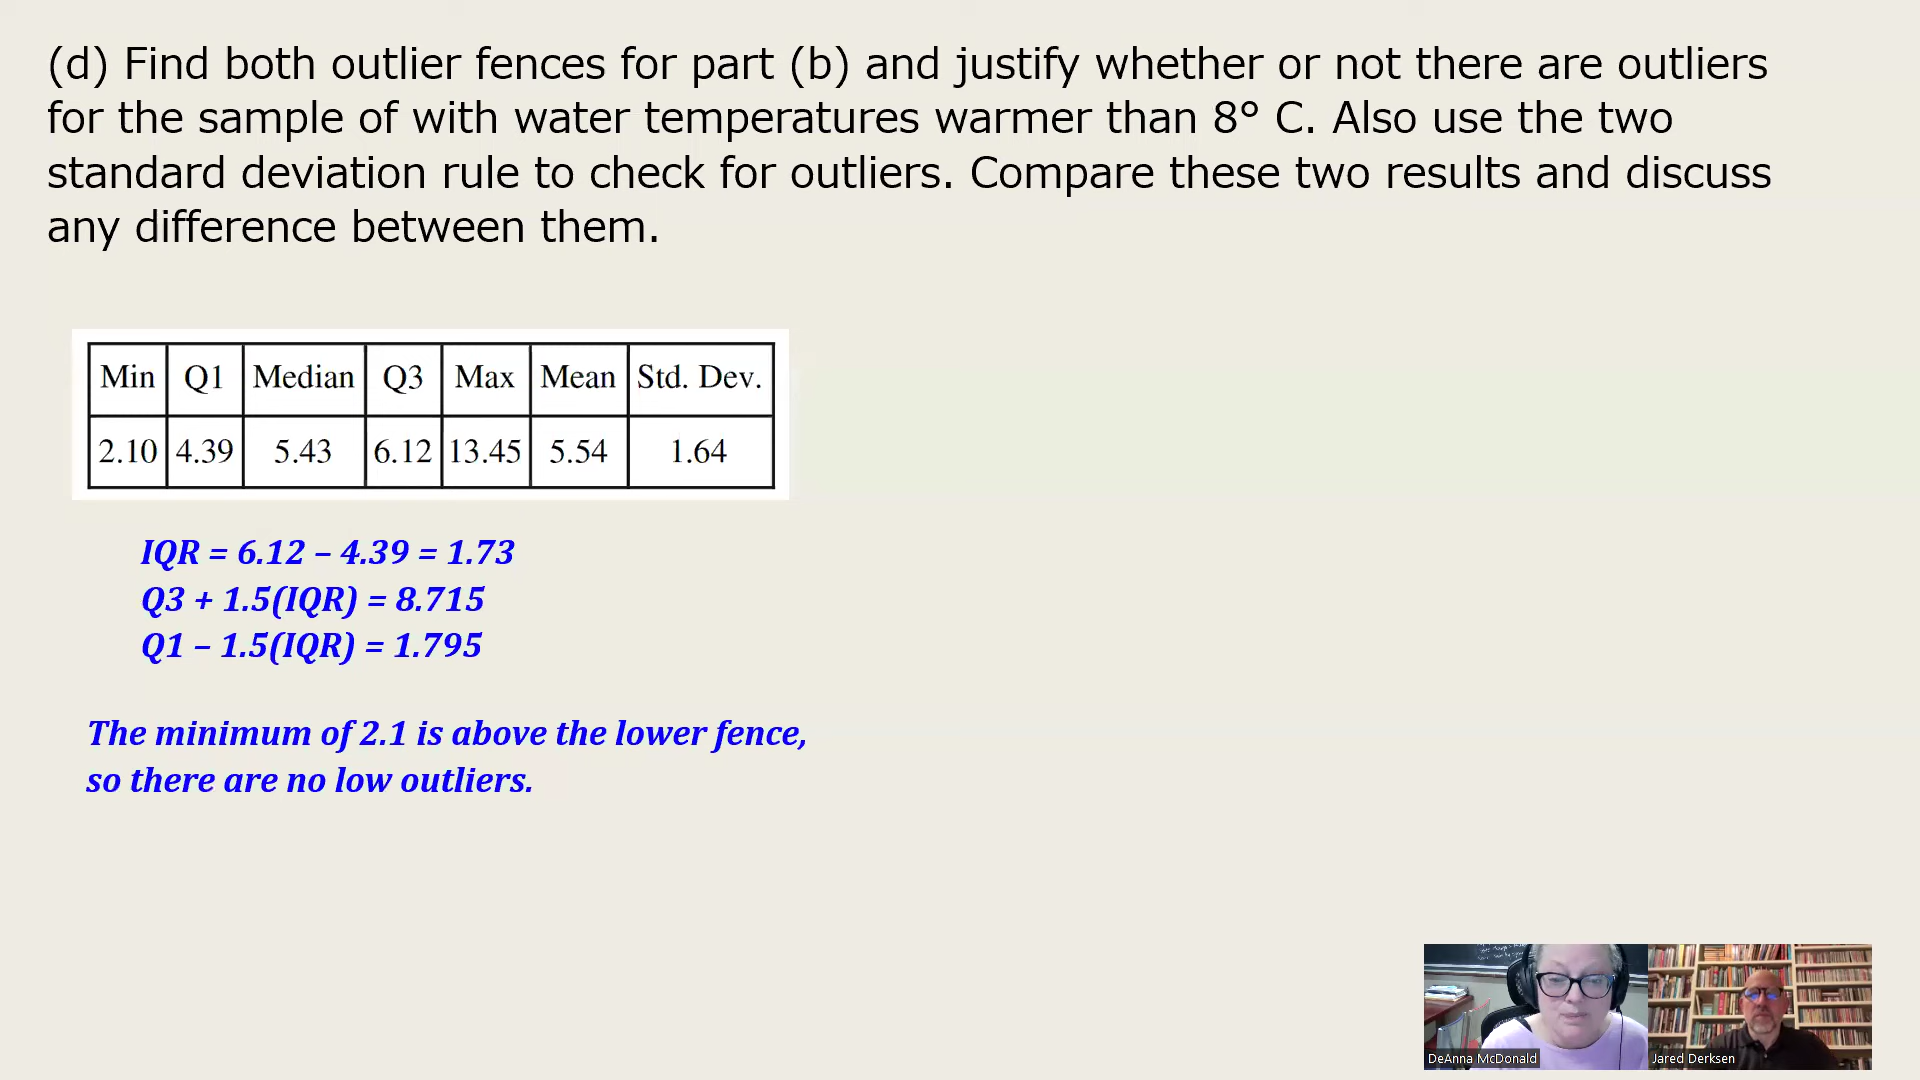 (d) Find both outlier fences for part (b) and justify whether or not there are outliers
for the sample of with water temperatures warmer than 8° C. Also use the two
standard deviation rule to check for outliers. Compare these two results and discuss
any difference between them.
Min Q1 Median Q3 Max Mean Std. Dev.
2.10 4.39 5.43 6.12 13.45 5.54 1.64
IQR = 6.12 – 4.39 = 1.73
Q3 + 1.5(IQR) = 8.715
Q1 – 1.5(IQR) = 1.795
The minimum of 2.1 is above the lower fence,
so there are no low outliers.
DeAnna McDonald
Jared Derksen